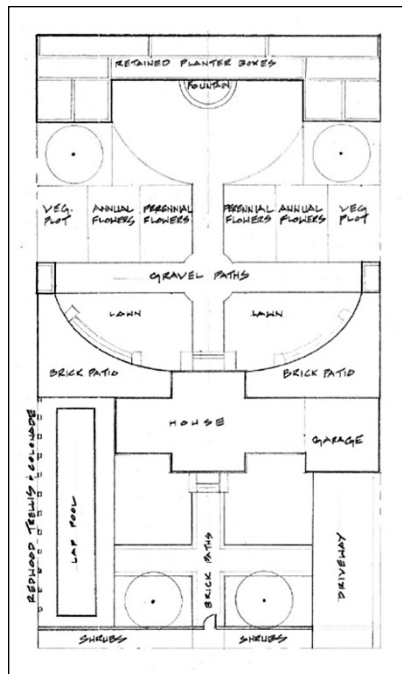 RETAINED PLANTER BOXES
FOUNTAIN
VEG. PLOT
ANNUAL FLOWERS
PERENNIAL FLOWERS
PERENNIAL FLOWERS
ANNUAL FLOWERS
VEG. PLOT
GRAVEL PATHS
LAWN
LAWN
BRICK PATIO
BRICK PATIO
HOUSE
GARAGE
REDWOOD TRELLIS & COLONADE
LAP POOL
BRICK PATHS
DRIVEWAY
SHRUBS
SHRUBS